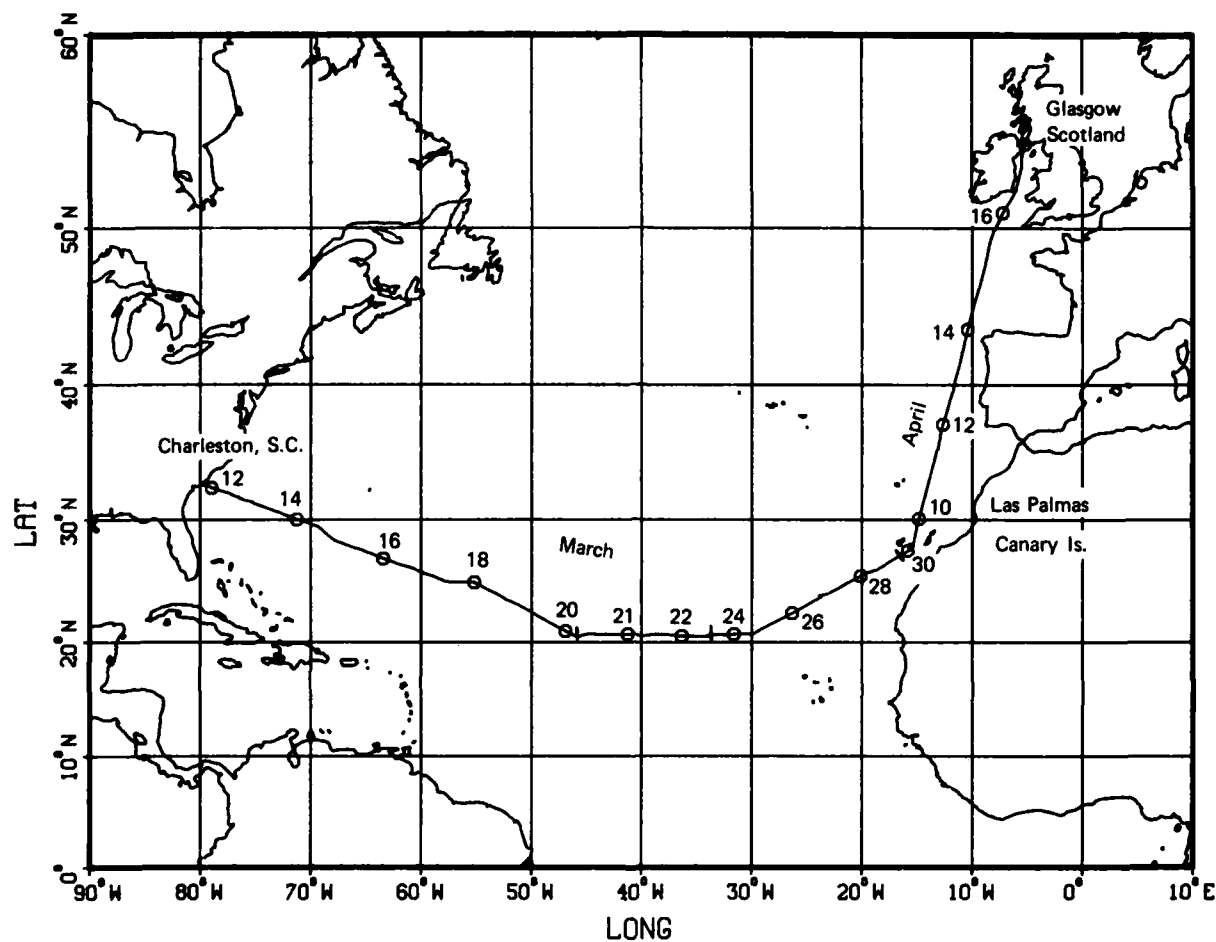 60°N
Glasgow
Scotland
16
50°N
14
40°N
April
12
Charleston, S.C.
12
14
10
Las Palmas
30°N
LAT
16
March
Canary Is.
18
30
28
20
21
22
24
26
20°N
10°N
0°N
90°W 80°W 70°W 60°W 50°W 40°W 30°W 20°W 10°W 0° 10°E
LONG